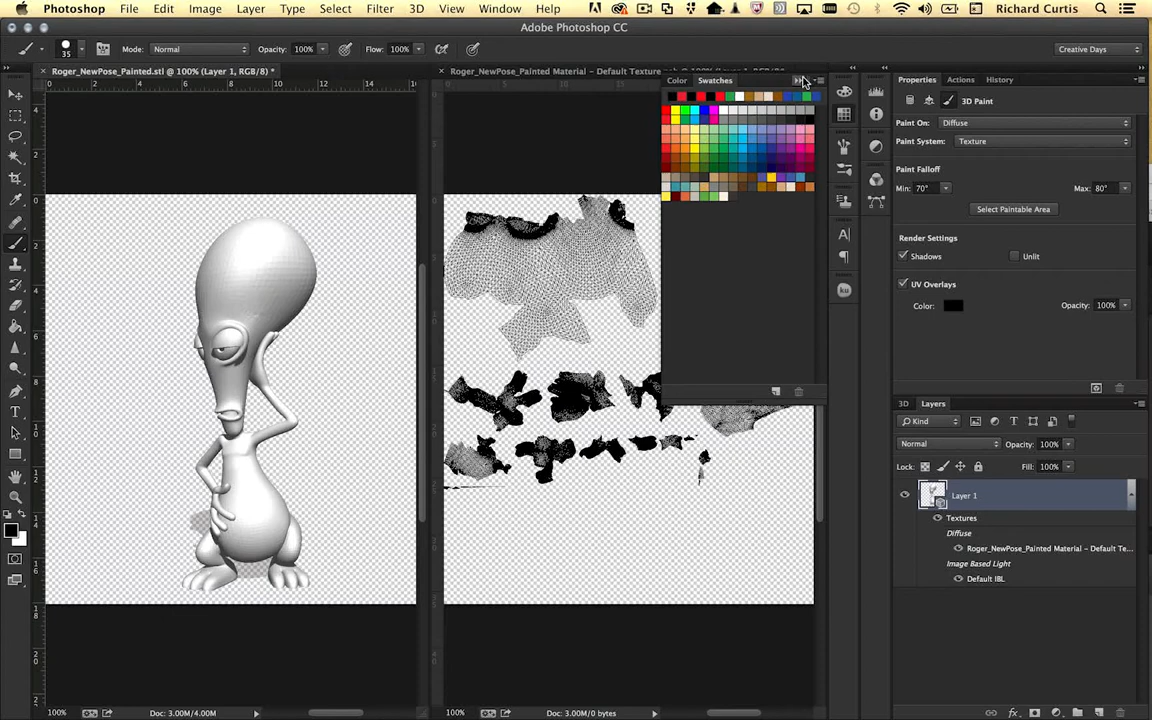 Photoshop File Edit Image Layer Type Select Filter 3D View Window Help Richard Curtis
Adobe Photoshop CC
35 Mode: Normal Opacity: 100% Flow: 100% Creative Days
Roger_NewPose_Painted.stl @ 100% (Layer 1, RGB/8) *
Roger_NewPose_Painted Material – Default Texture
Color Swatches
Properties Actions History
3D Paint
Paint On: Diffuse
Paint System: Texture
Paint Falloff
Min: 70° Max: 80°
Select Paintable Area
Render Settings
Shadows Unlit
UV Overlays
Color: Opacity: 100%
3D Layers
Kind
Normal Opacity: 100%
Lock: Fill: 100%
Layer 1
Textures
Diffuse
Roger_NewPose_Painted Material – Default Te...
Image Based Light
Default IBL
100% Doc: 3.00M/4.00M
100% Doc: 3.00M/0 bytes